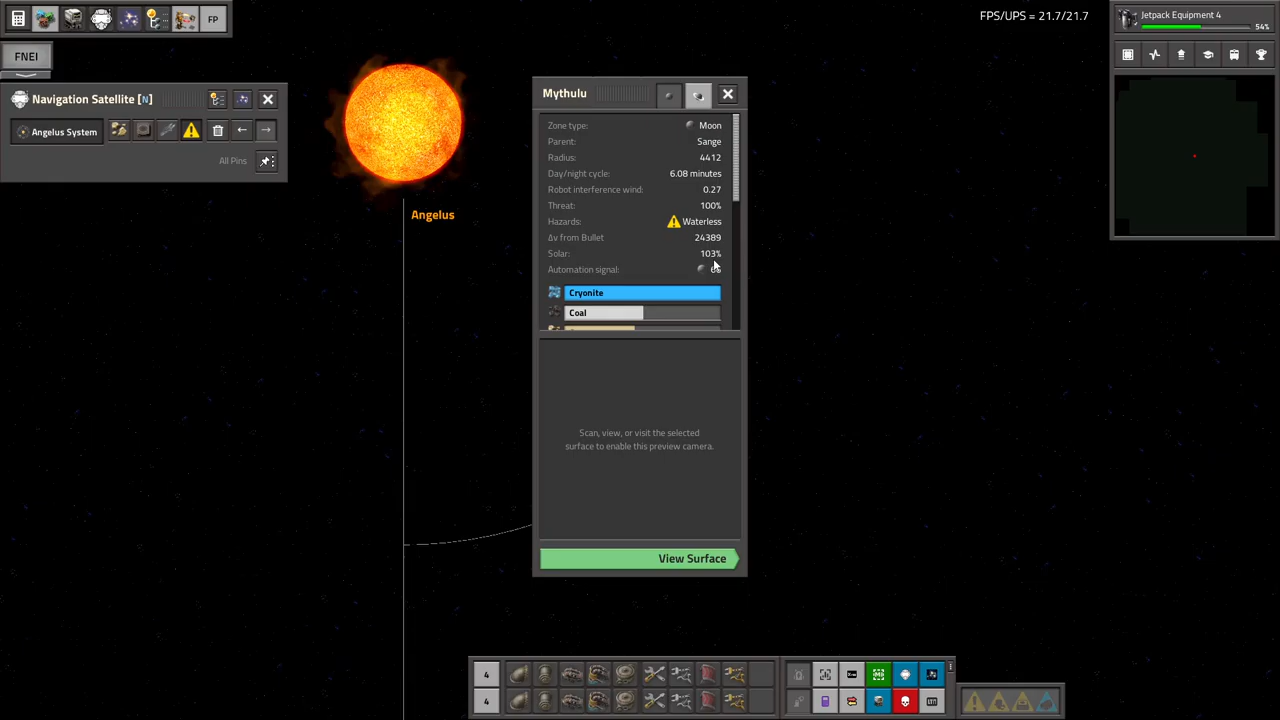 FP
FPS/UPS = 21.7/21.7
Jetpack Equipment 4
54%
FNEI
Navigation Satellite [N]
Angelus System
All Pins
Angelus
Mythulu
Zone type: Moon
Parent: Sange
Radius: 4412
Day/night cycle: 6.08 minutes
Robot interference wind: 0.27
Threat: 100%
Hazards: Waterless
Δv from Bullet 24389
Solar: 103%
Automation signal:
Cryonite
Coal
Scan, view, or visit the selected
surface to enable this preview camera.
View Surface
4
4